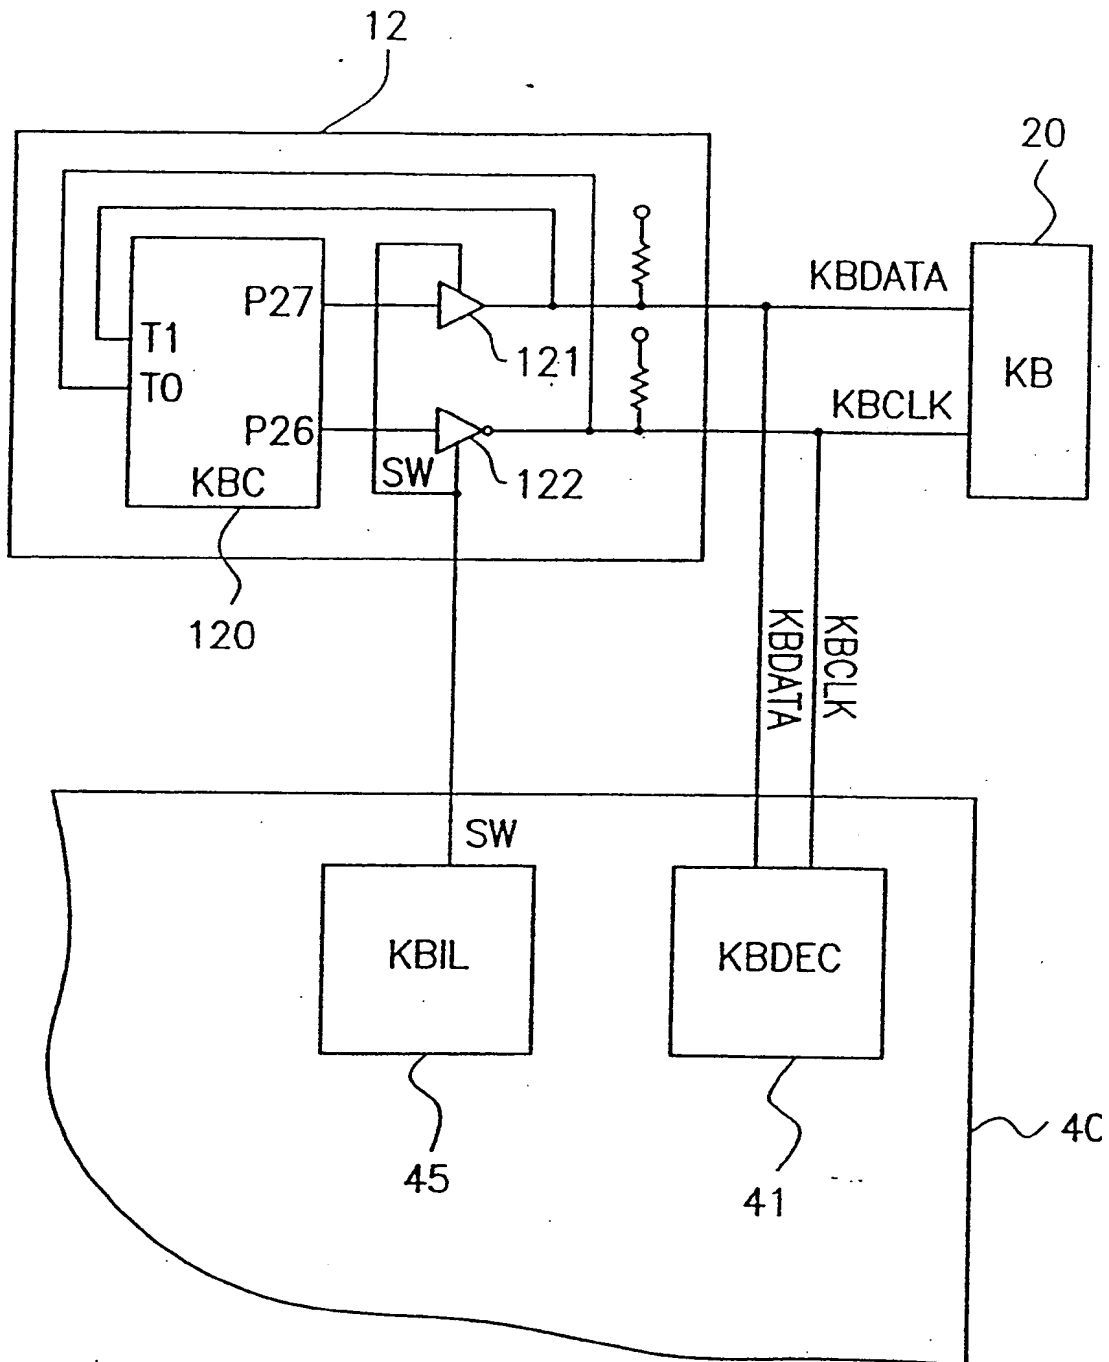 12
20
P27
KBDATA
T1
121
KB
T0
KBCLK
P26
SW
122
KBC
120
KBDATA
KBCLK
SW
KBIL
KBDEC
45
41
40